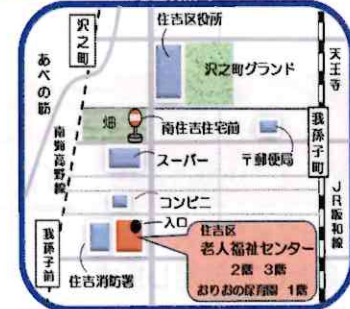 住吉区役所
沢之町
あべの筋
沢之町グランド
天王寺
畑
南住吉住宅前
我孫子町
南海高野線
スーパー
〒郵便局
コンビニ
JR阪和線
入口
我孫子前
住吉消防署
住吉区
老人福祉センター
2階 3階
おりおの保育園 1階